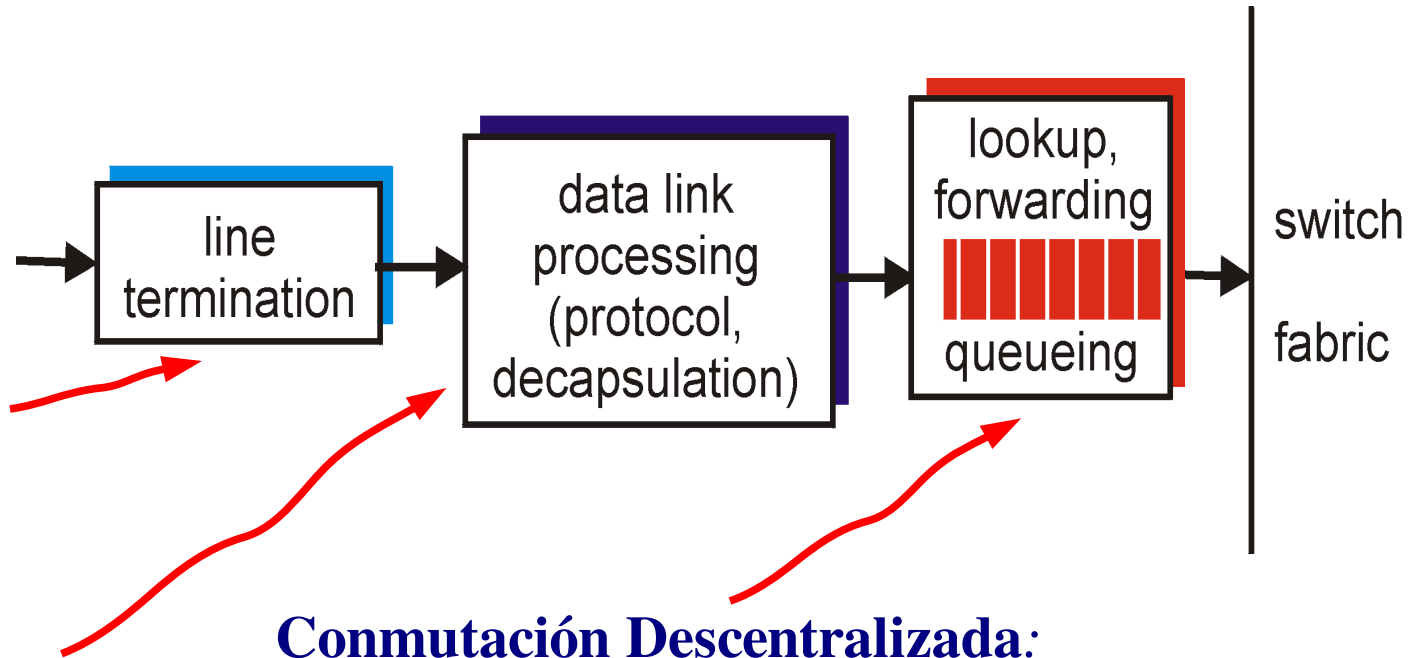 line
termination
data link
processing
(protocol,
decapsulation)
lookup,
forwarding
queueing
switch
fabric
Conmutación Descentralizada: